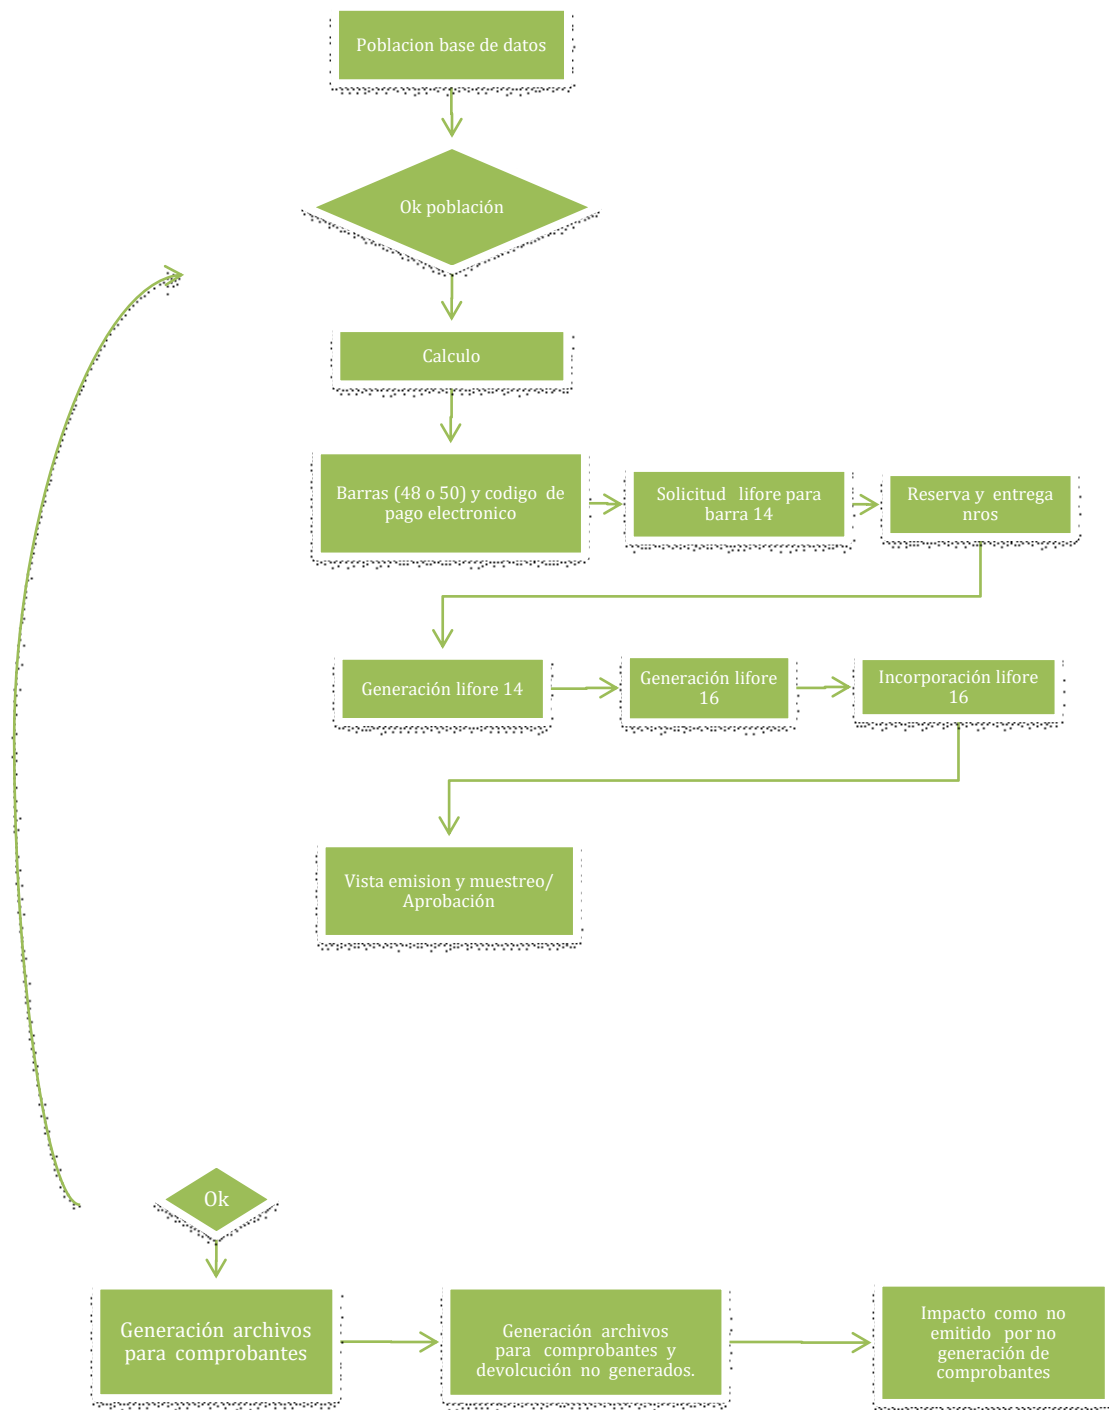 Poblacion base de datos
Ok población
Calculo
Barras (48 o 50) y codigo de
pago electronico
Solicitud lifore para
barra 14
Reserva y entrega
nros
Generación lifore 14
Generación lifore
16
Incorporación lifore
16
Vista emision y muestreo/
Aprobación
Ok
Generación archivos
para comprobantes
Generación archivos
para comprobantes y
devolcución no generados.
Impacto como no
emitido por no
generación de
comprobantes